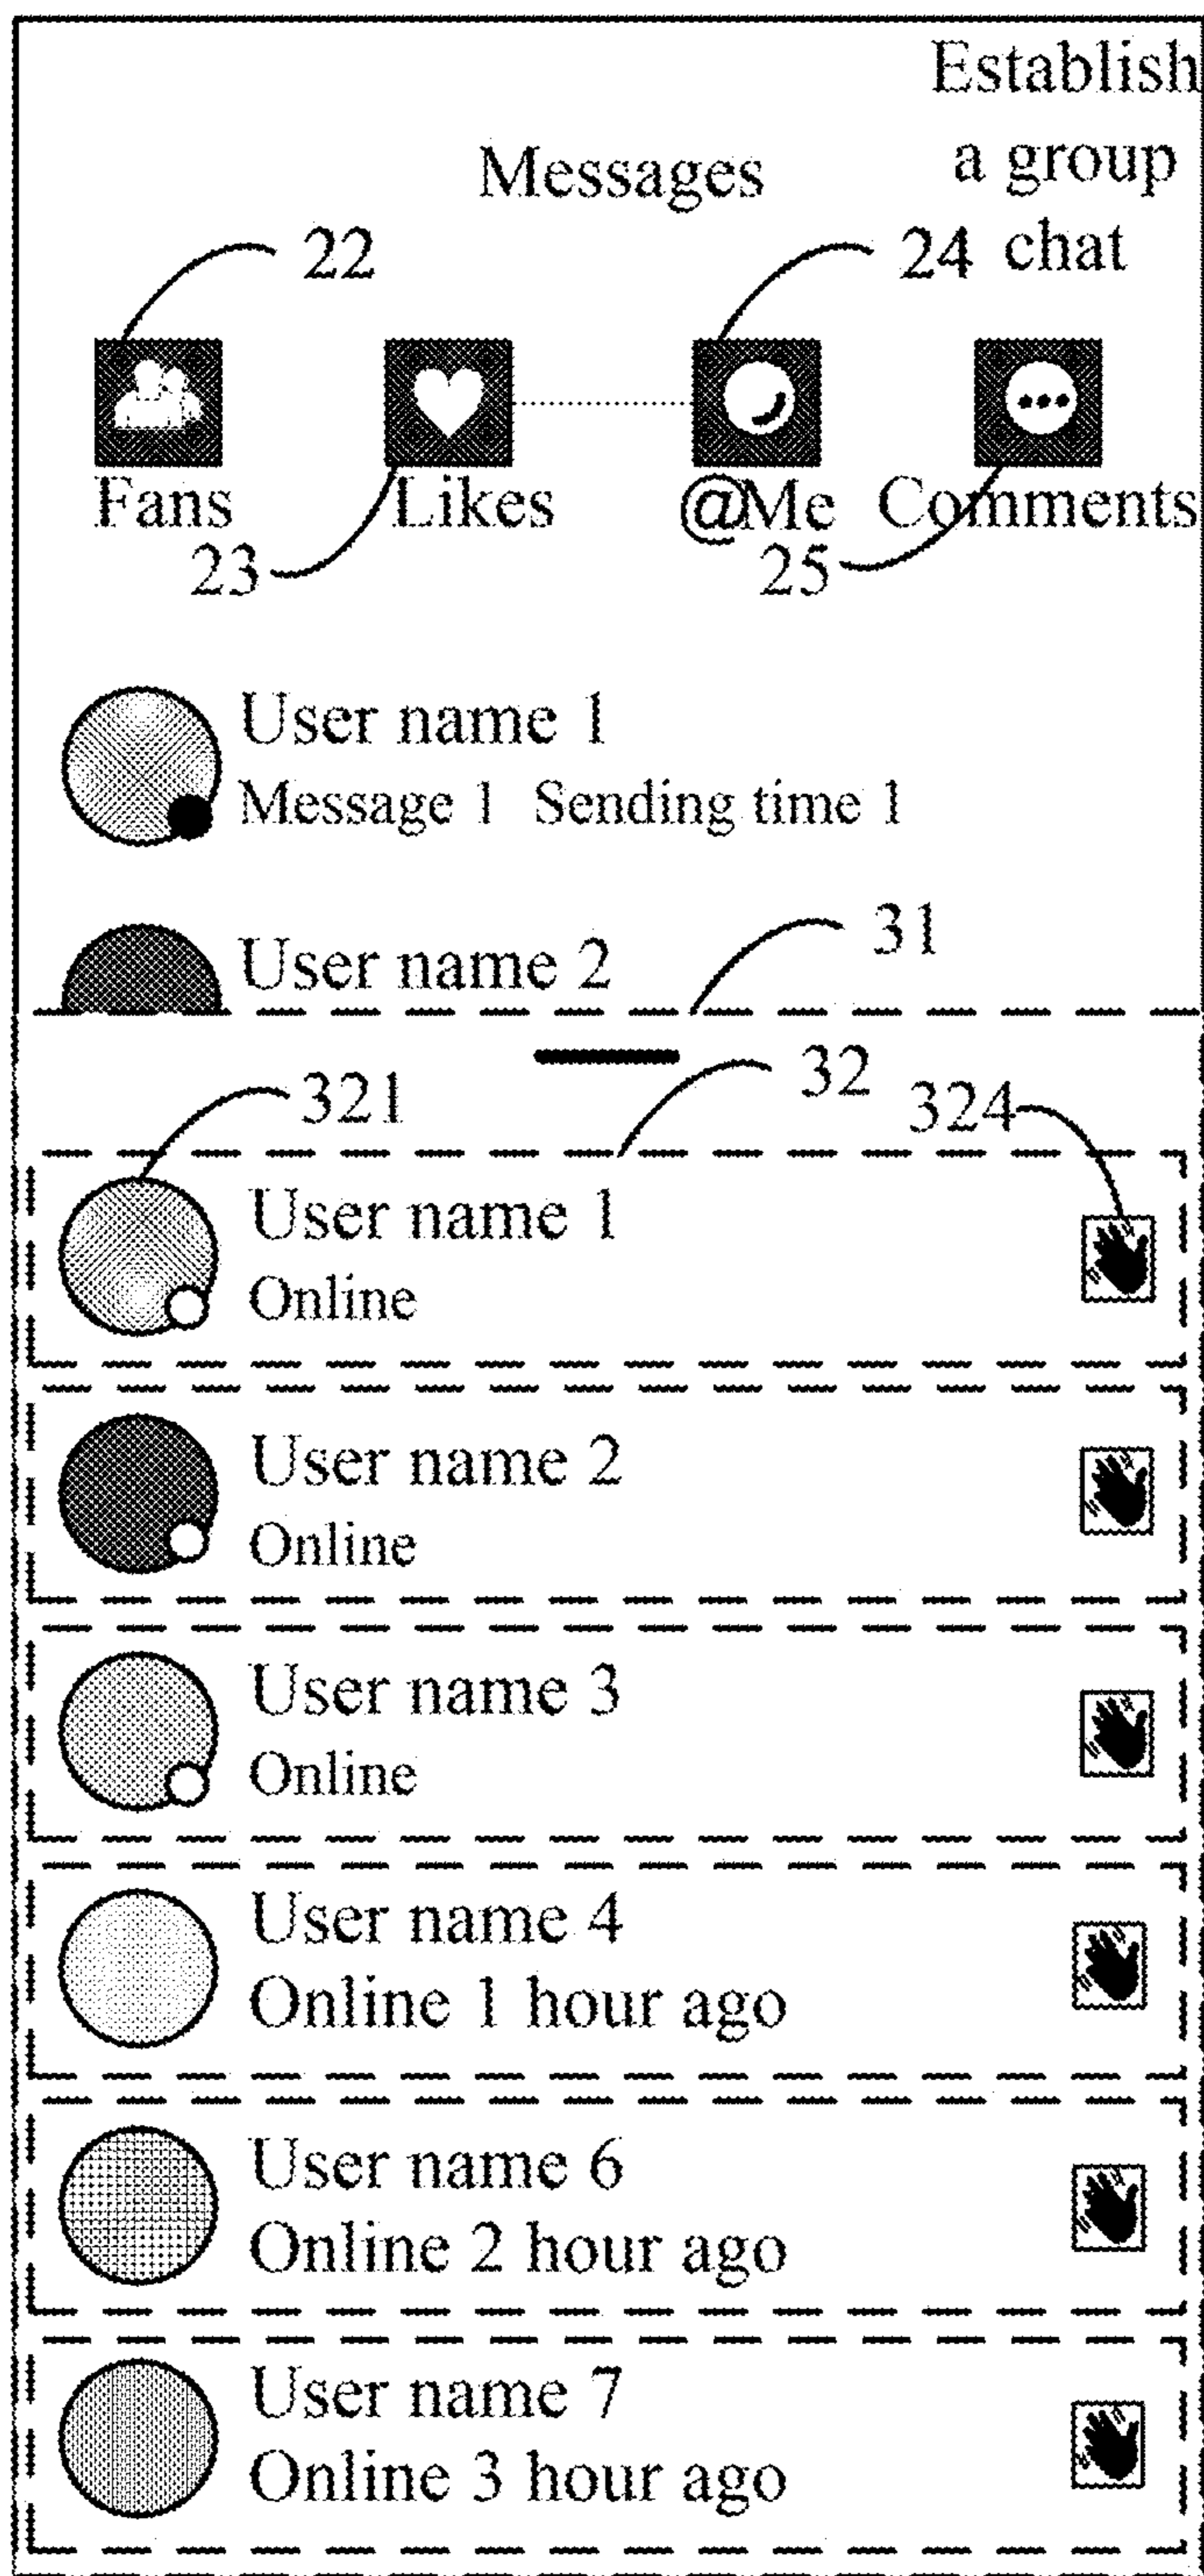 Establish
a group
chat
Messages
22
24
Fans
Likes
@Me
Comments
23
25
User name 1
Message 1 Sending time 1
31
User name 2
32
321
324
User name 1
Online
User name 2
Online
User name 3
Online
User name 4
Online 1 hour ago
User name 6
Online 2 hour ago
User name 7
Online 3 hour ago